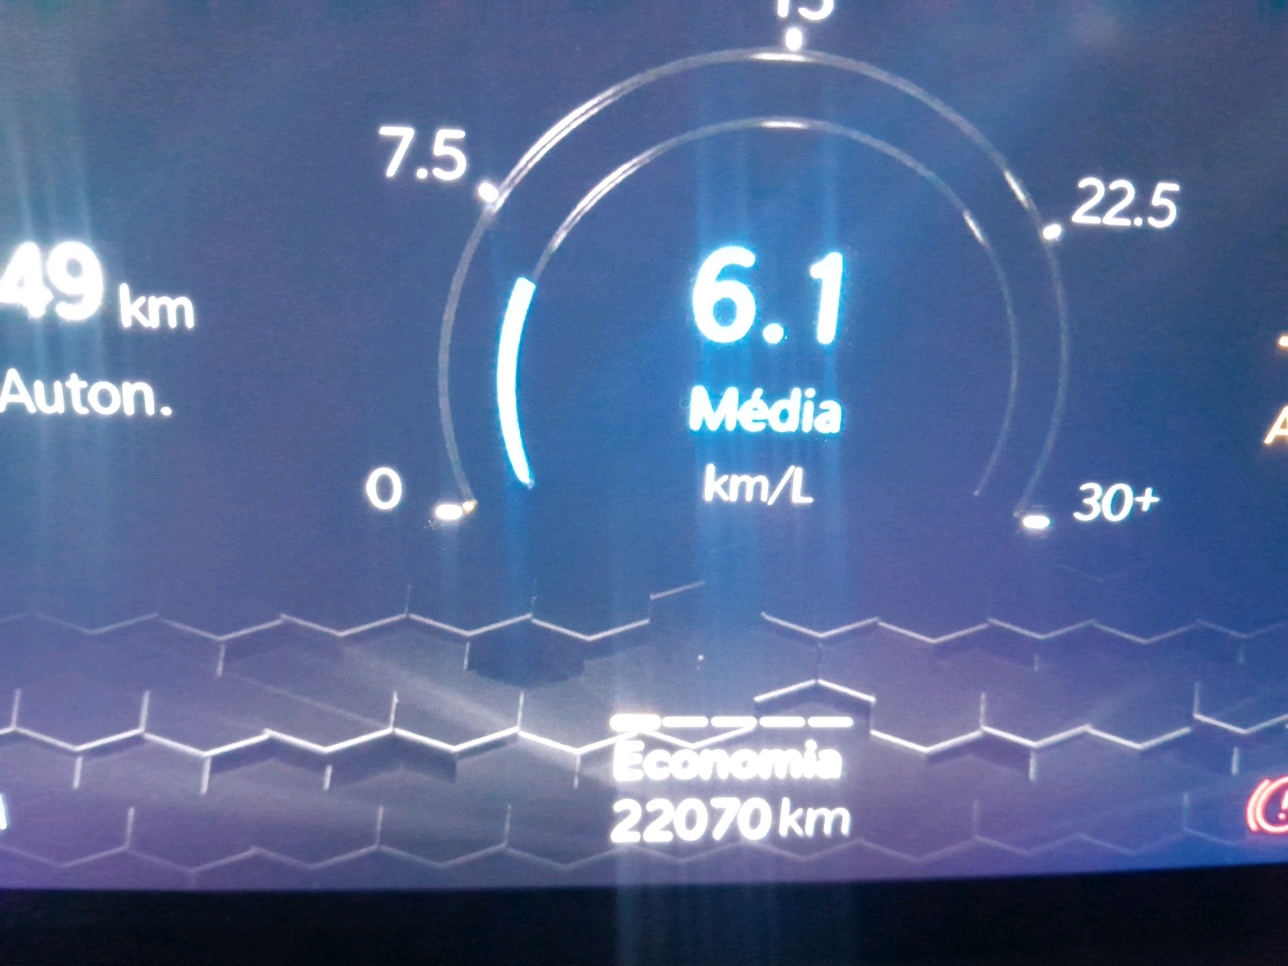 15
7.5
22.5
49 km
6.1
Auton.
Média
km/L
0
30+
Economia
22070 km